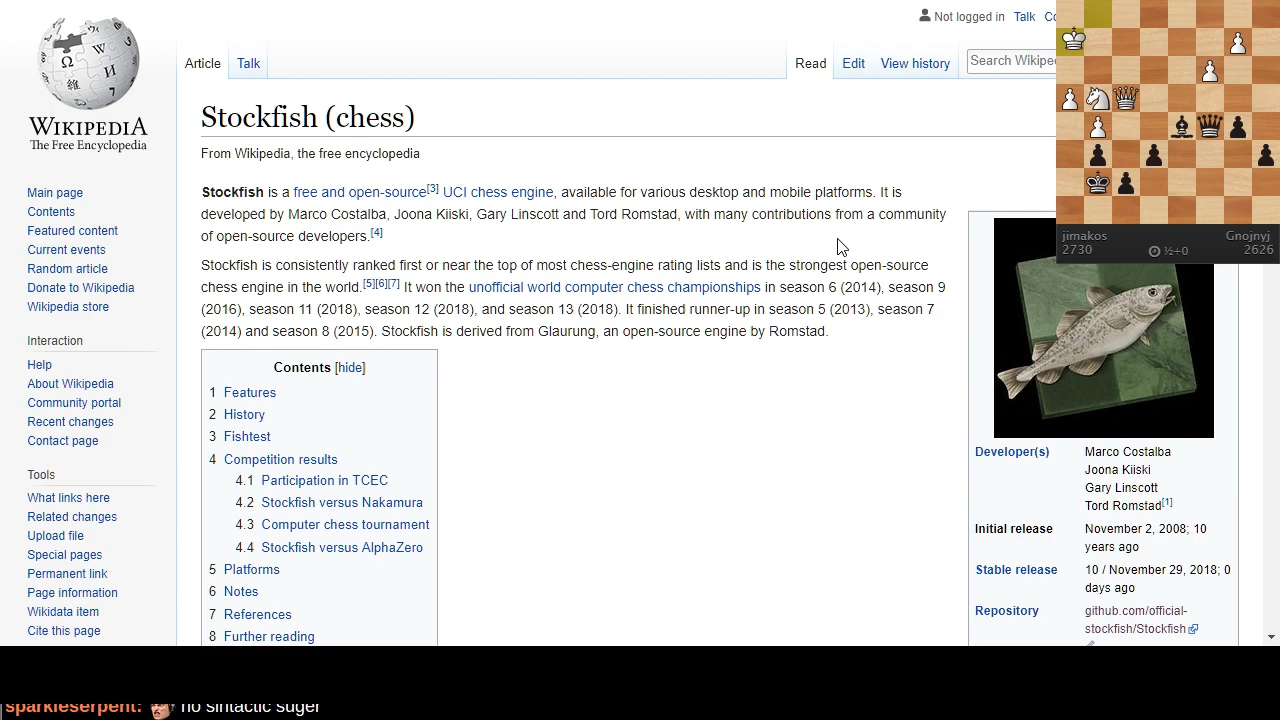 Not logged in Talk Co
Article Talk Read Edit View history Search Wikipe
WIKIPEDIA
The Free Encyclopedia
Main page
Contents
Featured content
Current events
Random article
Donate to Wikipedia
Wikipedia store
Interaction
Help
About Wikipedia
Community portal
Recent changes
Contact page
Tools
What links here
Related changes
Upload file
Special pages
Permanent link
Page information
Wikidata item
Cite this page
Stockfish (chess)
From Wikipedia, the free encyclopedia
Stockfish is a free and open-source[3] UCI chess engine, available for various desktop and mobile platforms. It is
developed by Marco Costalba, Joona Kiiski, Gary Linscott and Tord Romstad, with many contributions from a community
of open-source developers.[4]
Stockfish is consistently ranked first or near the top of most chess-engine rating lists and is the strongest open-source
chess engine in the world.[5][6][7] It won the unofficial world computer chess championships in season 6 (2014), season 9
(2016), season 11 (2018), season 12 (2018), and season 13 (2018). It finished runner-up in season 5 (2013), season 7
(2014) and season 8 (2015). Stockfish is derived from Glaurung, an open-source engine by Romstad.
Contents [hide]
1 Features
2 History
3 Fishtest
4 Competition results
4.1 Participation in TCEC
4.2 Stockfish versus Nakamura
4.3 Computer chess tournament
4.4 Stockfish versus AlphaZero
5 Platforms
6 Notes
7 References
8 Further reading
jimakos Gnojnyj
2730 ½+0 2626
Developer(s) Marco Costalba
Joona Kiiski
Gary Linscott
Tord Romstad[1]
Initial release November 2, 2008; 10
years ago
Stable release 10 / November 29, 2018; 0
days ago
Repository github.com/official-
stockfish/Stockfish
sparkleserpent: no sintactic suger